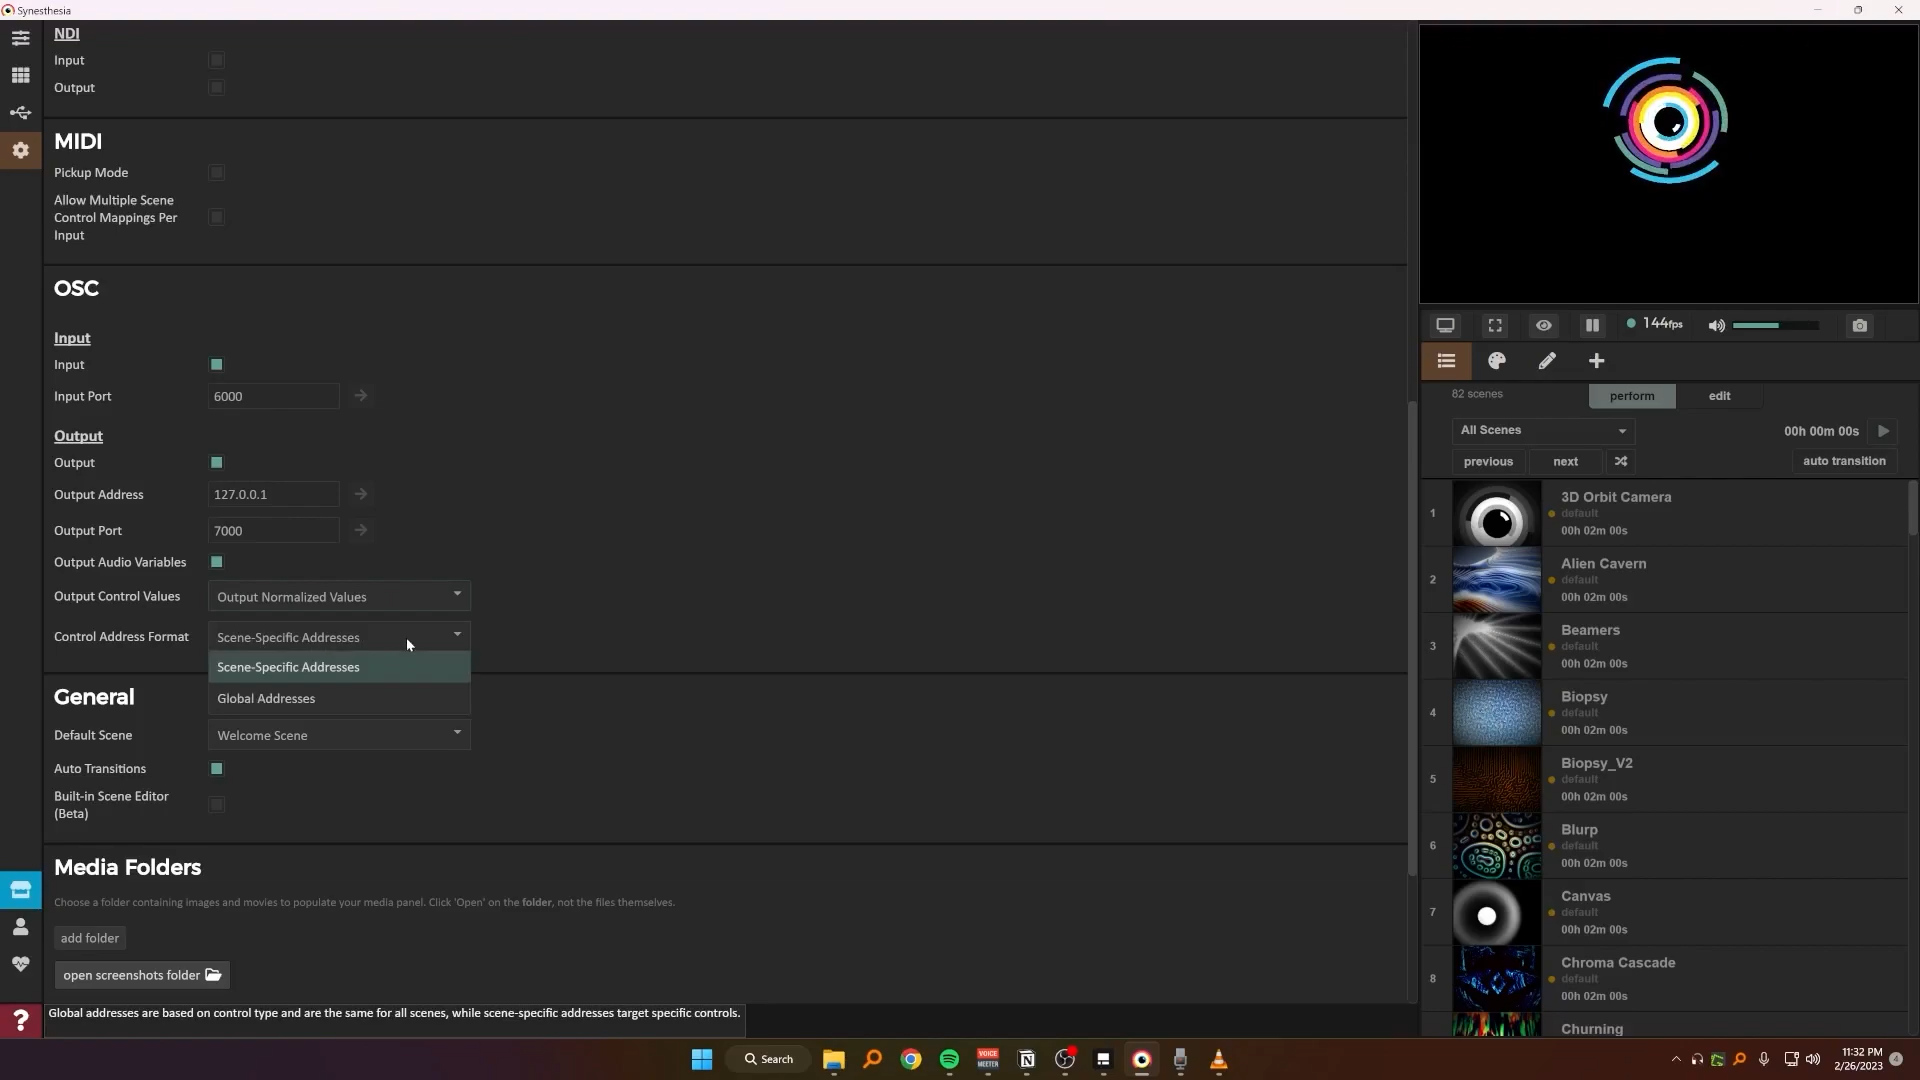 Synesthesia
NDI
Input
Output
MIDI
Pickup Mode
Allow Multiple Scene
Control Mappings Per
Input
OSC
Input
Input
Input Port
6000
Output
Output
Output Address
127.0.0.1
Output Port
7000
Output Audio Variables
Output Control Values
Output Normalized Values
Control Address Format
Scene-Specific Addresses
Scene-Specific Addresses
Global Addresses
General
Default Scene
Welcome Scene
Auto Transitions
Built-in Scene Editor
(Beta)
Media Folders
Choose a folder containing images and movies to populate your media panel. Click 'Open' on the folder, not the files themselves.
add folder
open screenshots folder
?
Global addresses are based on control type and are the same for all scenes, while scene-specific addresses target specific controls.
144fps
82 scenes
perform
edit
All Scenes
00h 00m 00s
previous
next
auto transition
1
3D Orbit Camera
default
00h 02m 00s
2
Alien Cavern
default
00h 02m 00s
3
Beamers
default
00h 02m 00s
4
Biopsy
default
00h 02m 00s
5
Biopsy_V2
default
00h 02m 00s
6
Blurp
default
00h 02m 00s
7
Canvas
default
00h 02m 00s
8
Chroma Cascade
default
00h 02m 00s
Churning
Search
VOICE
MEETER
11:32 PM
2/26/2023
4